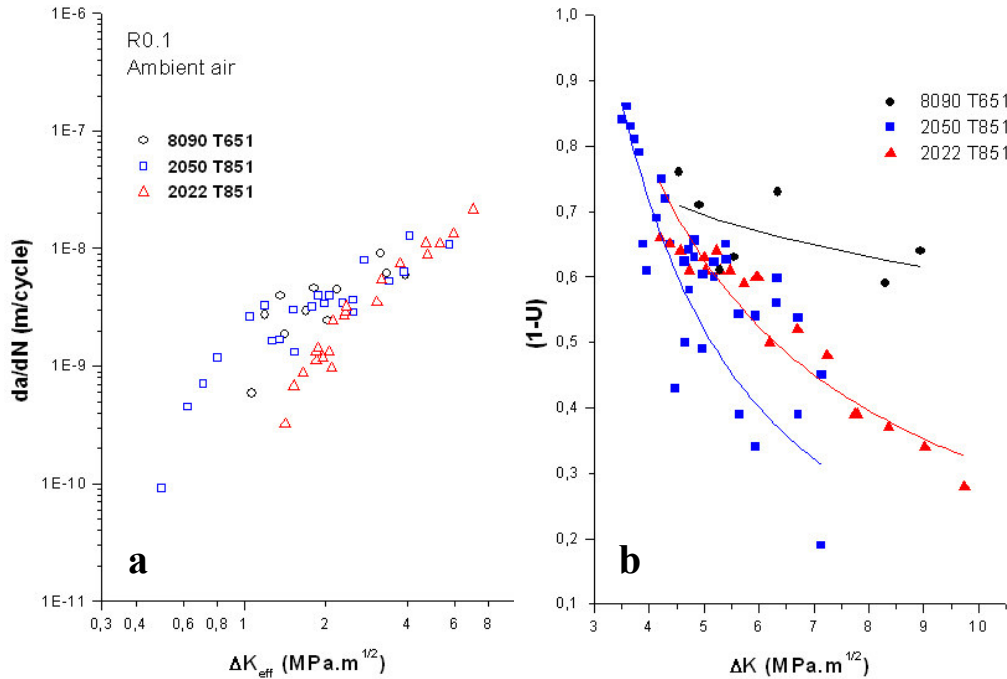 R0.1
Ambient air
8090 T651
2050 T851
2022 T851
1E-6
1E-7
1E-8
1E-9
1E-10
1E-11
da/dN (m/cycle)
0,3 0,4 0,6 0,8 1 2 4 6 8
ΔK_eff (MPa.m^1/2)
a
8090 T651
2050 T851
2022 T851
1,0
0,9
0,8
0,7
0,6
0,5
0,4
0,3
0,2
0,1
(1-U)
3 4 5 6 7 8 9 10
ΔK (MPa.m^1/2)
b